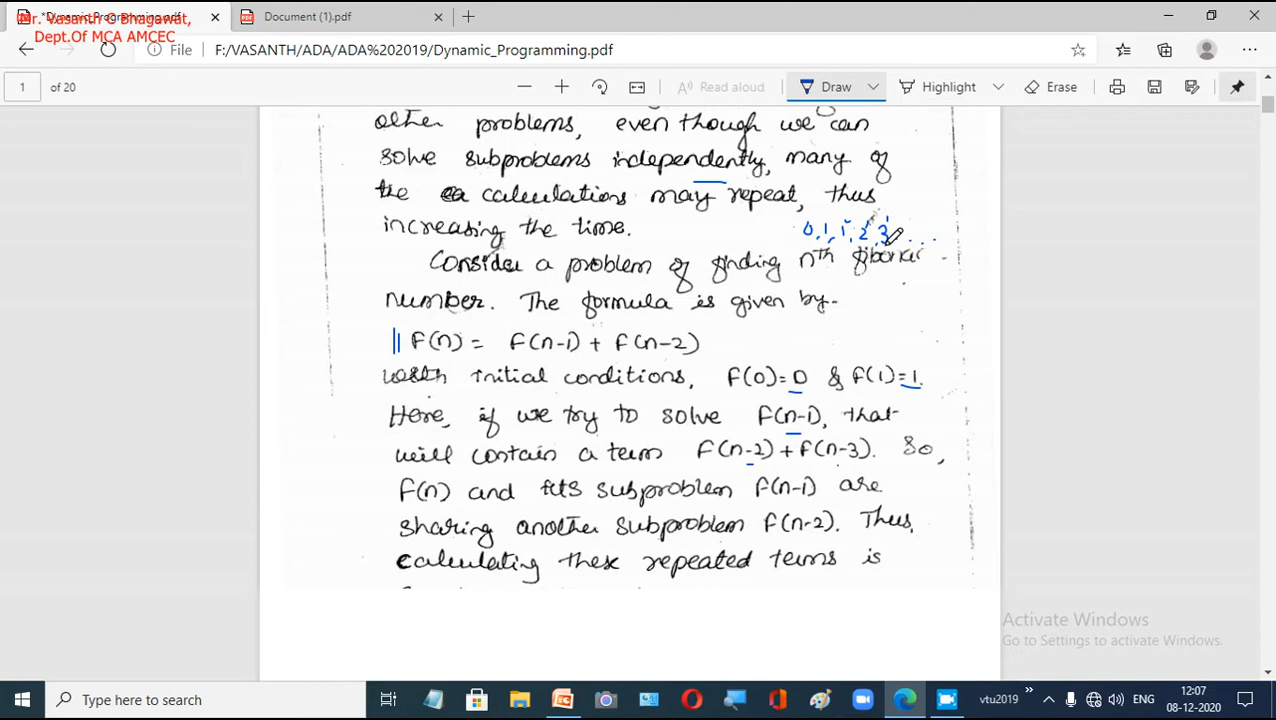 *Dynamic_Programming.pdf
Document (1).pdf
Dr. Vasanth G Bhagawat,
Dept.Of MCA AMCEC
File
F:/VASANTH/ADA/ADA%202019/Dynamic_Programming.pdf
1 of 20
Read aloud
Draw
Highlight
Erase
other problems, even though we can
solve subproblems independently, many of
the calculations may repeat, thus
increasing the time.
0, 1, 1, 2, 3, ...
Consider a problem of finding nth
number. The formula is given by-
f(n) = f(n-1) + f(n-2)
with initial conditions, f(0)=0 & f(1)=1.
Here, if we try to solve f(n-1), that
will contain a term f(n-2) + f(n-3). So,
f(n) and its subproblem f(n-1) are
sharing another subproblem f(n-2). Thus,
calculating these repeated terms is
Activate Windows
Go to Settings to activate Windows.
Type here to search
vtu2019
ENG
12:07
08-12-2020